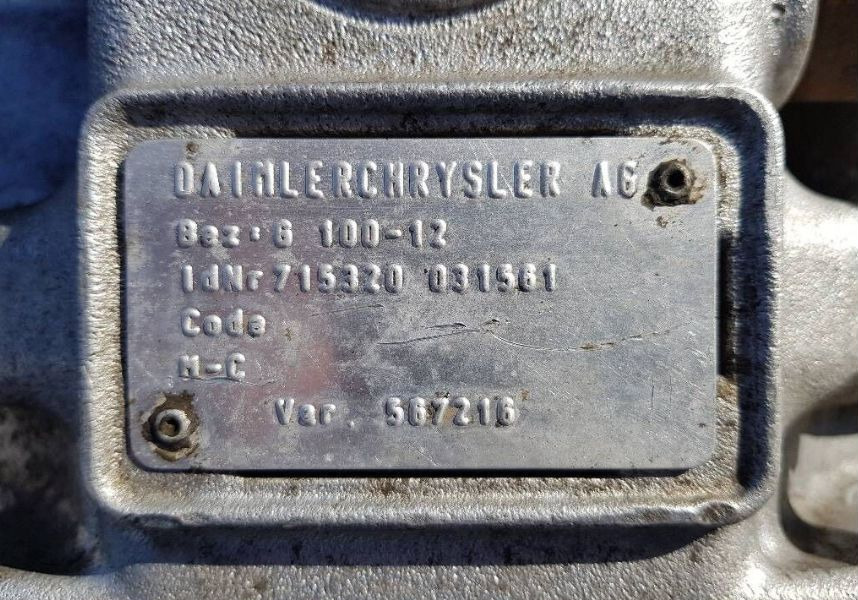 DAIMLERCHRYSLER AG
Bez: G 100-12
IdNr 715320 031561
Code
M-C
Var. 567216